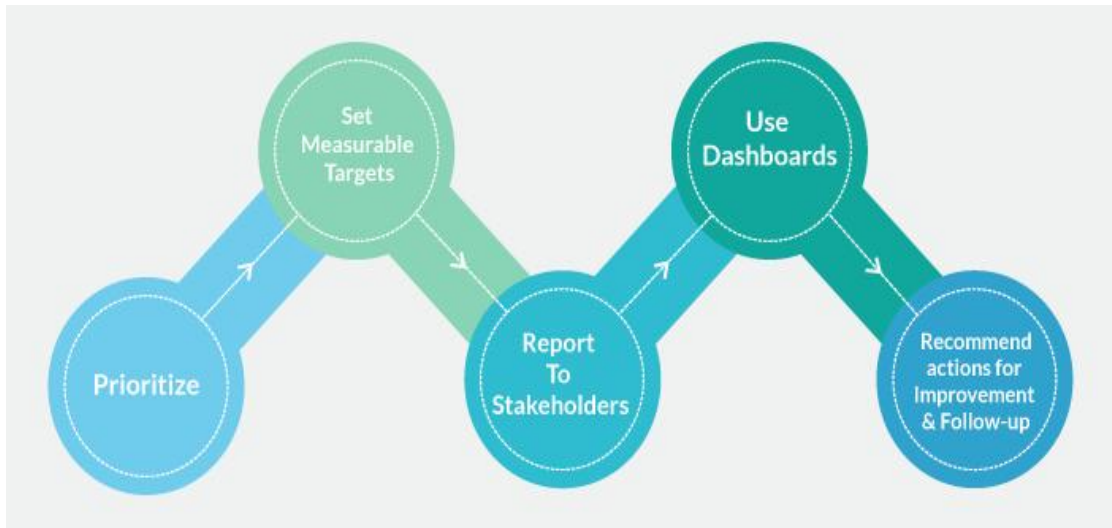 Prioritize
Set
Measurable
Targets
Report
To
Stakeholders
Use
Dashboards
Recommend
actions for
Improvement
& Follow-up